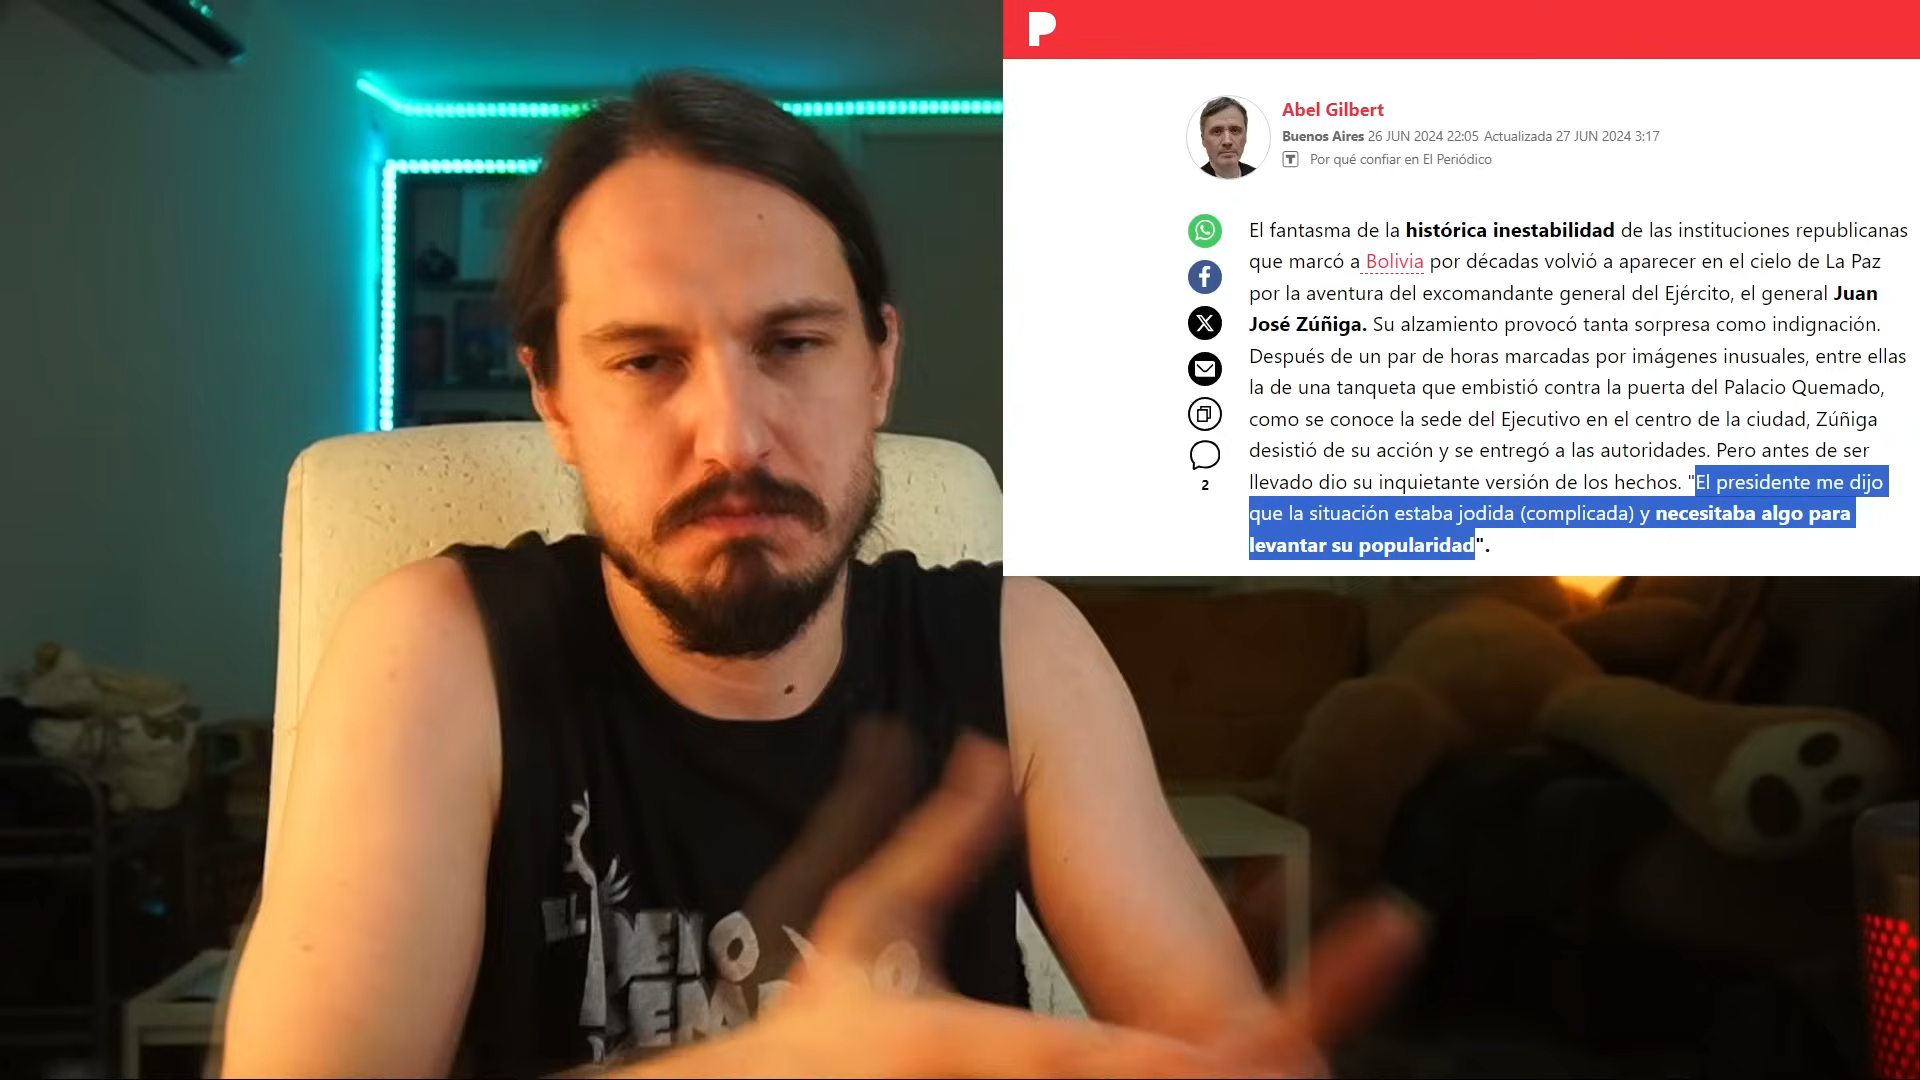 P
Abel Gilbert
Buenos Aires 26 JUN 2024 22:05 Actualizada 27 JUN 2024 3:17
T Por qué confiar en El Periódico
El fantasma de la histórica inestabilidad de las instituciones republicanas
que marcó a Bolivia por décadas volvió a aparecer en el cielo de La Paz
por la aventura del excomandante general del Ejército, el general Juan
José Zúñiga. Su alzamiento provocó tanta sorpresa como indignación.
Después de un par de horas marcadas por imágenes inusuales, entre ellas
la de una tanqueta que embistió contra la puerta del Palacio Quemado,
como se conoce la sede del Ejecutivo en el centro de la ciudad, Zúñiga
desistió de su acción y se entregó a las autoridades. Pero antes de ser
llevado dio su inquietante versión de los hechos. "El presidente me dijo
que la situación estaba jodida (complicada) y necesitaba algo para
levantar su popularidad".
2
EL